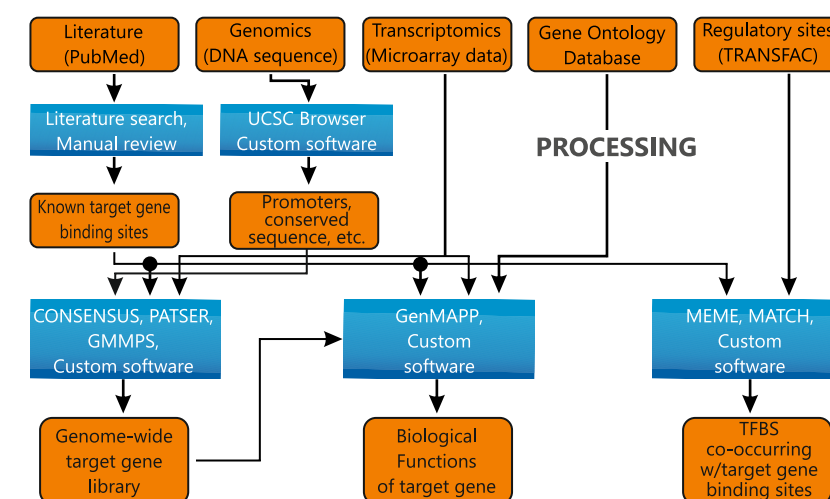 Literature
(PubMed)
Genomics
(DNA sequence)
Transcriptomics
(Microarray data)
Gene Ontology
Database
Regulatory sites
(TRANSFAC)
Literature search,
Manual review
UCSC Browser
Custom software
PROCESSING
Known target gene
binding sites
Promoters,
conserved
sequence, etc.
CONSENSUS, PATSER,
GMMPS,
Custom software
GenMAPP,
Custom
software
MEME, MATCH,
Custom
software
Genome-wide
target gene
library
Biological
Functions
of target gene
TFBS
co-occurring
w/target gene
binding sites